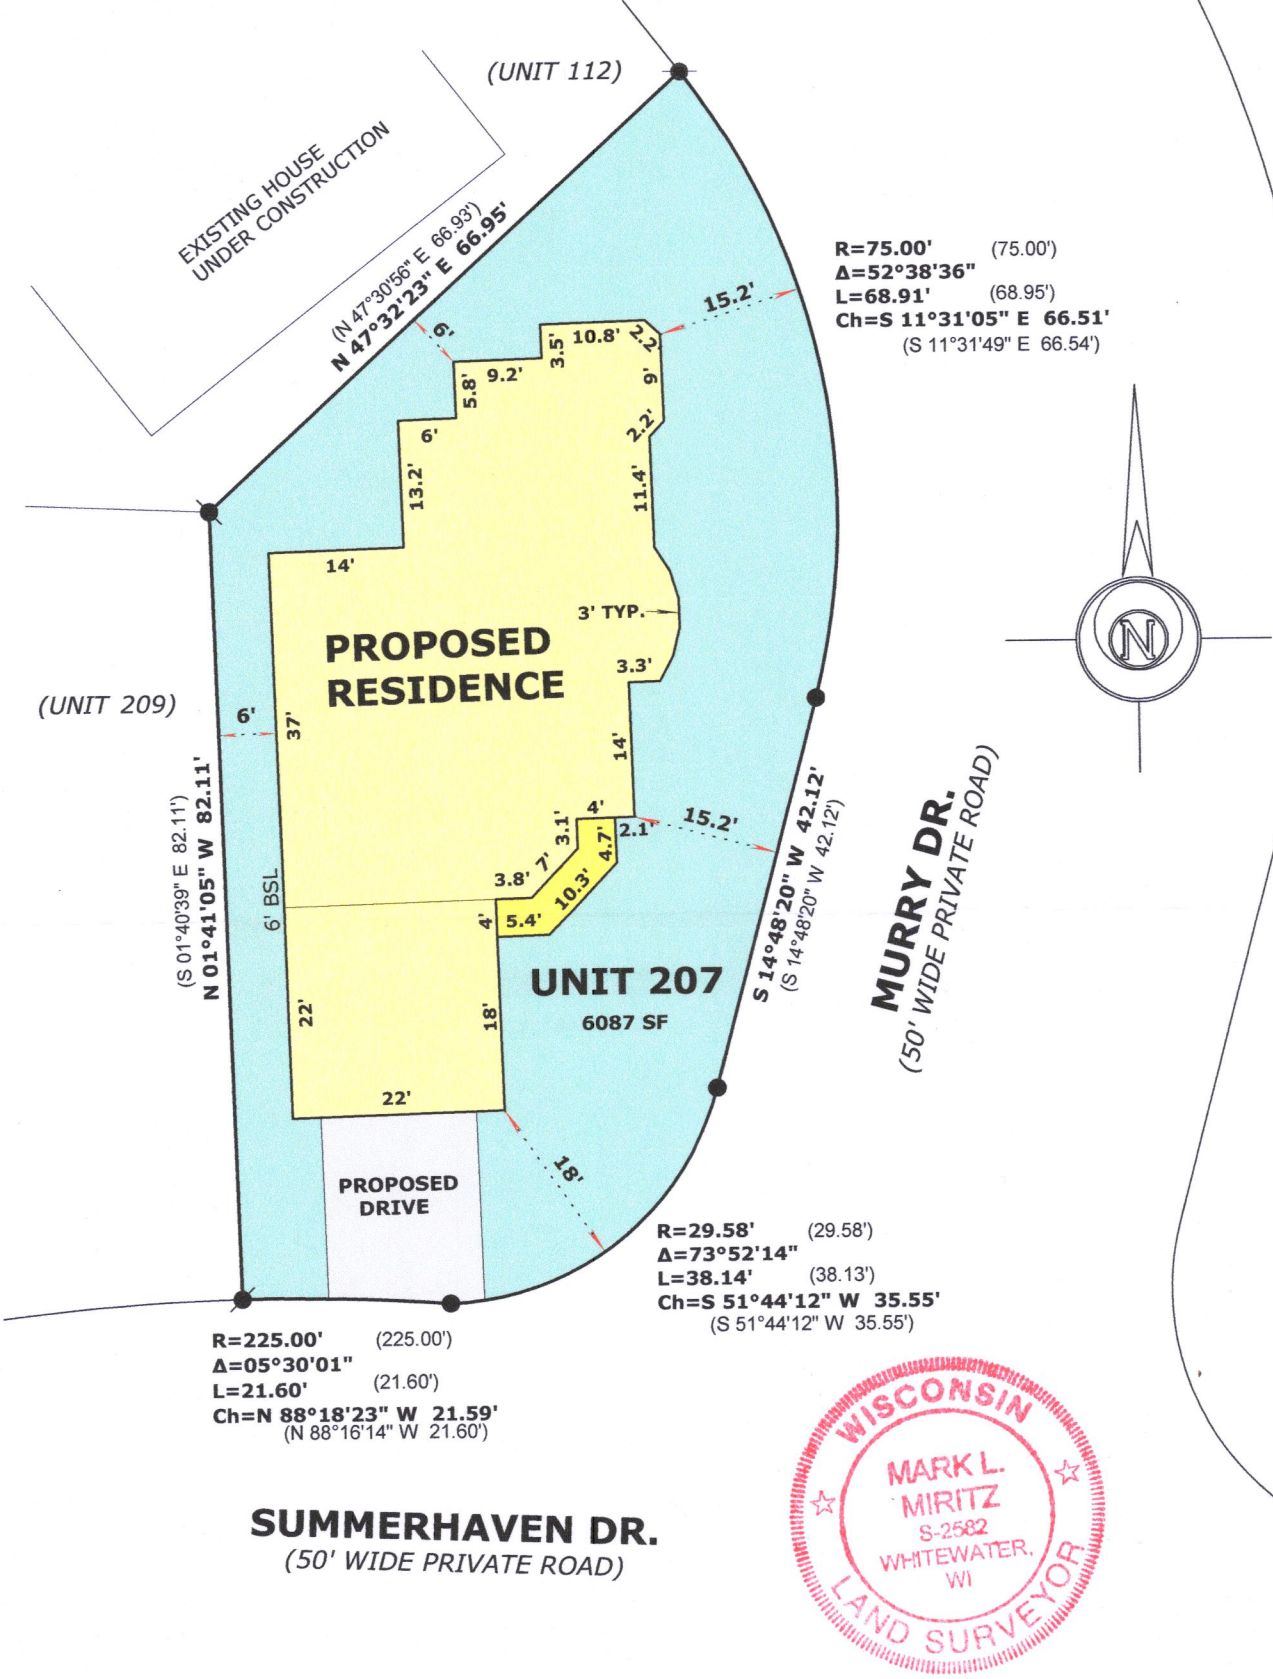 (UNIT 112)
EXISTING HOUSE
UNDER CONSTRUCTION
(N 47°30'56" E 66.93')
N 47°32'23" E 66.95'
R=75.00' (75.00')
Δ=52°38'36"
L=68.91' (68.95')
Ch=S 11°31'05" E 66.51'
(S 11°31'49" E 66.54')
15.2'
6'
10.8'
2.2'
3.5'
9.2'
9'
5.8'
6'
2.2'
13.2'
11.4'
14'
3' TYP.
PROPOSED
RESIDENCE
3.3'
(UNIT 209)
6'
37'
14'
N
(S 01°40'39" E 82.11')
N 01°41'05" W 82.11'
4'
3.1'
2.1'
15.2'
4.7'
7'
3.8'
10.3'
6' BSL
4'
5.4'
S 14°48'20" W 42.12'
(S 14°48'20" W 42.12')
MURRY DR.
(50' WIDE PRIVATE ROAD)
UNIT 207
6087 SF
22'
18'
22'
18'
PROPOSED
DRIVE
R=29.58' (29.58')
Δ=73°52'14"
L=38.14' (38.13')
Ch=S 51°44'12" W 35.55'
(S 51°44'12" W 35.55')
R=225.00' (225.00')
Δ=05°30'01"
L=21.60' (21.60')
Ch=N 88°18'23" W 21.59'
(N 88°16'14" W 21.60')
SUMMERHAVEN DR.
(50' WIDE PRIVATE ROAD)
WISCONSIN
MARK L.
MIRITZ
S-2582
WHITEWATER,
WI
LAND SURVEYOR